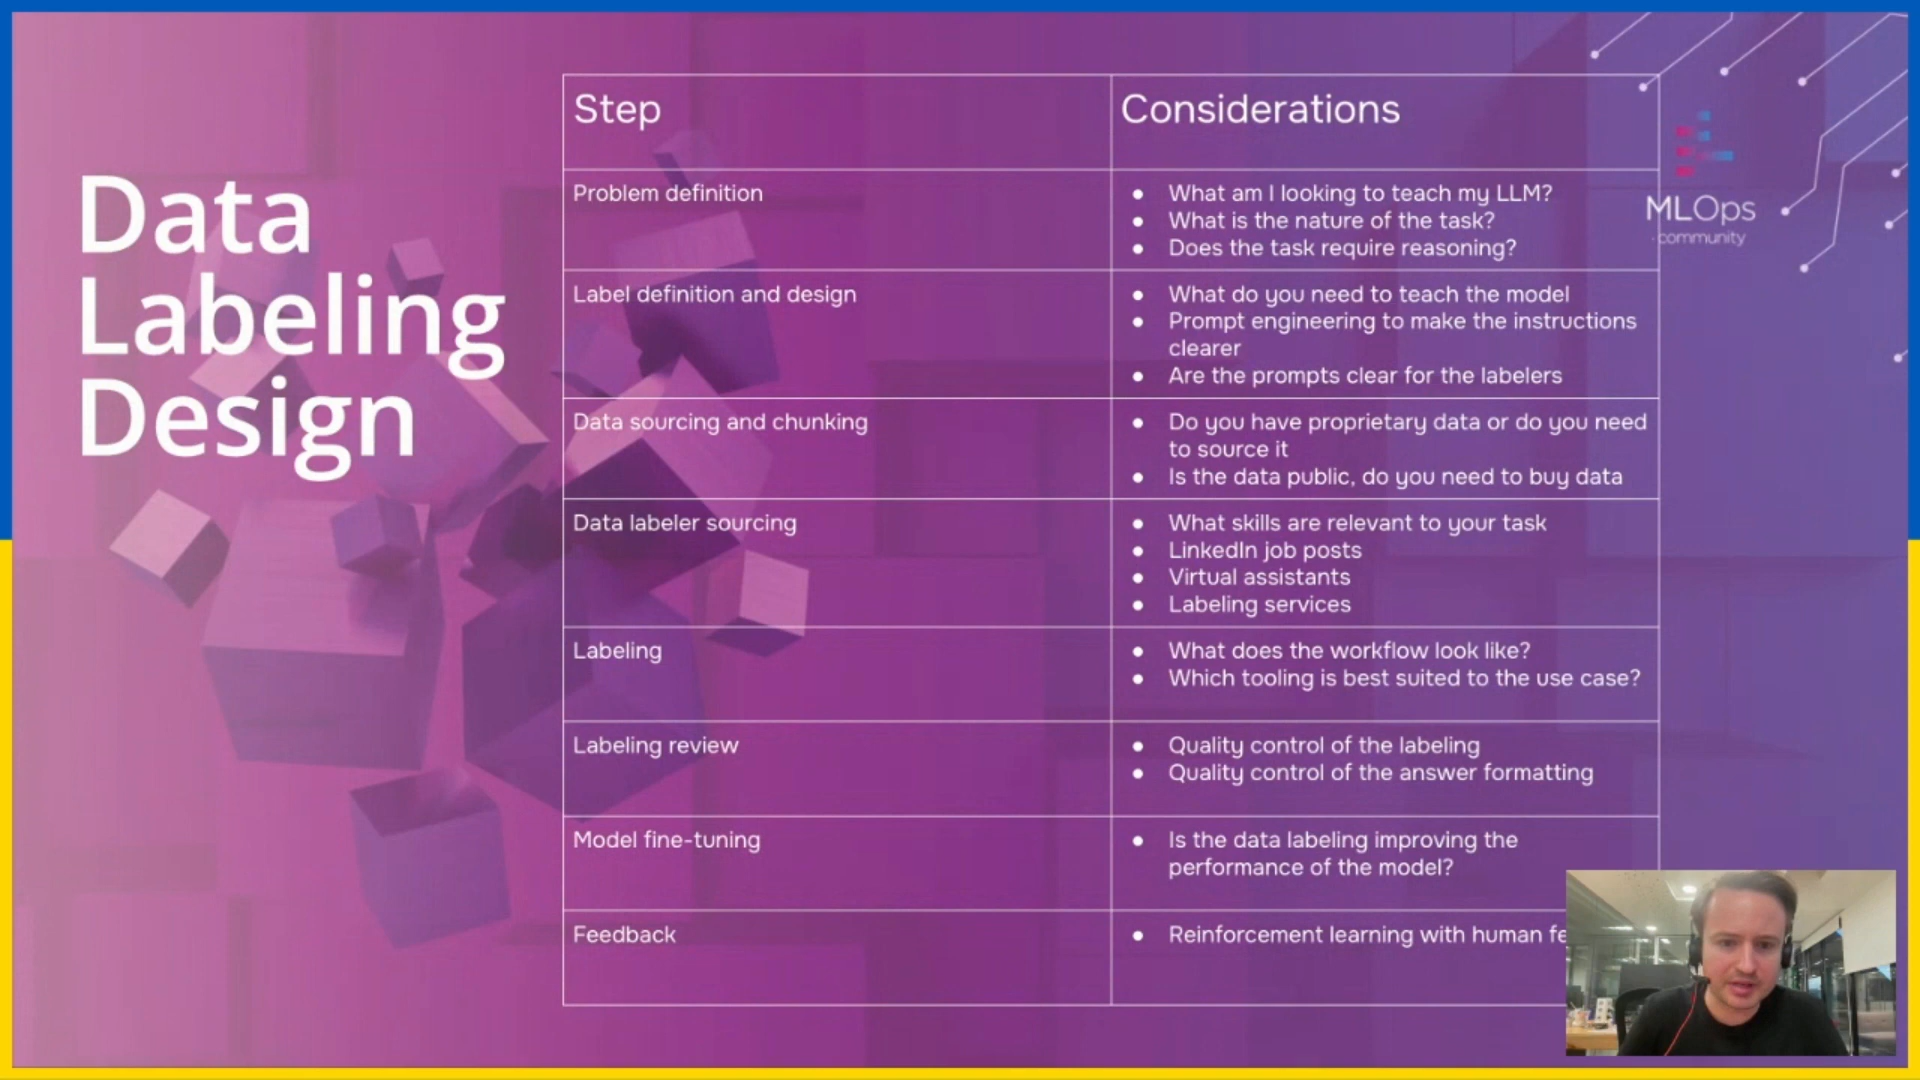 Data
Labeling
Design
Step
Considerations
Problem definition
● What am I looking to teach my LLM?
● What is the nature of the task?
● Does the task require reasoning?
Label definition and design
● What do you need to teach the model
● Prompt engineering to make the instructions
clearer
● Are the prompts clear for the labelers
Data sourcing and chunking
● Do you have proprietary data or do you need
to source it
● Is the data public, do you need to buy data
Data labeler sourcing
● What skills are relevant to your task
● LinkedIn job posts
● Virtual assistants
● Labeling services
Labeling
● What does the workflow look like?
● Which tooling is best suited to the use case?
Labeling review
● Quality control of the labeling
● Quality control of the answer formatting
Model fine-tuning
● Is the data labeling improving the
performance of the model?
Feedback
● Reinforcement learning with human fe
MLOps
community